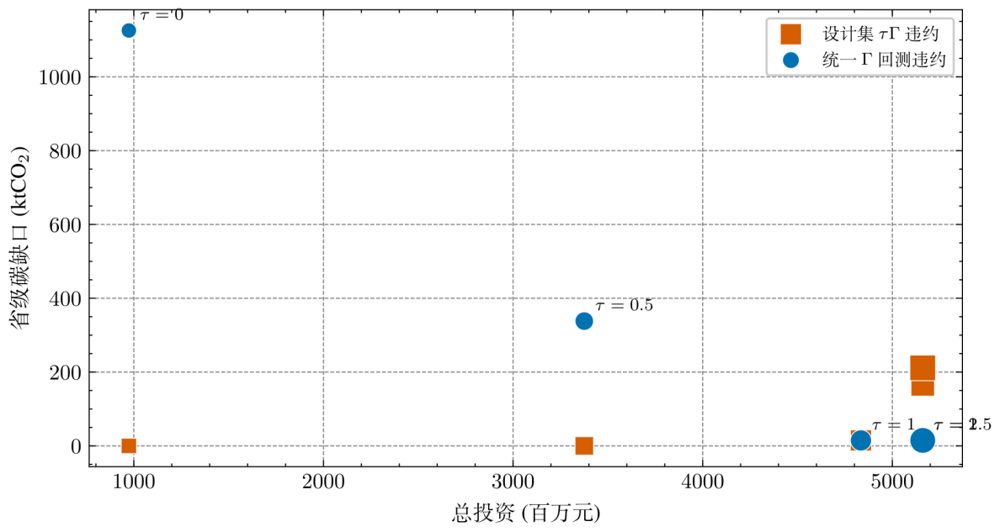 τ = 0
设计集 τΓ 违约
统一 Γ 回测违约
1000
800
600
400
200
0
省级碳缺口 (ktCO₂)
τ = 0.5
τ = 1
τ =
1000
2000
3000
4000
5000
总投资 (百万元)